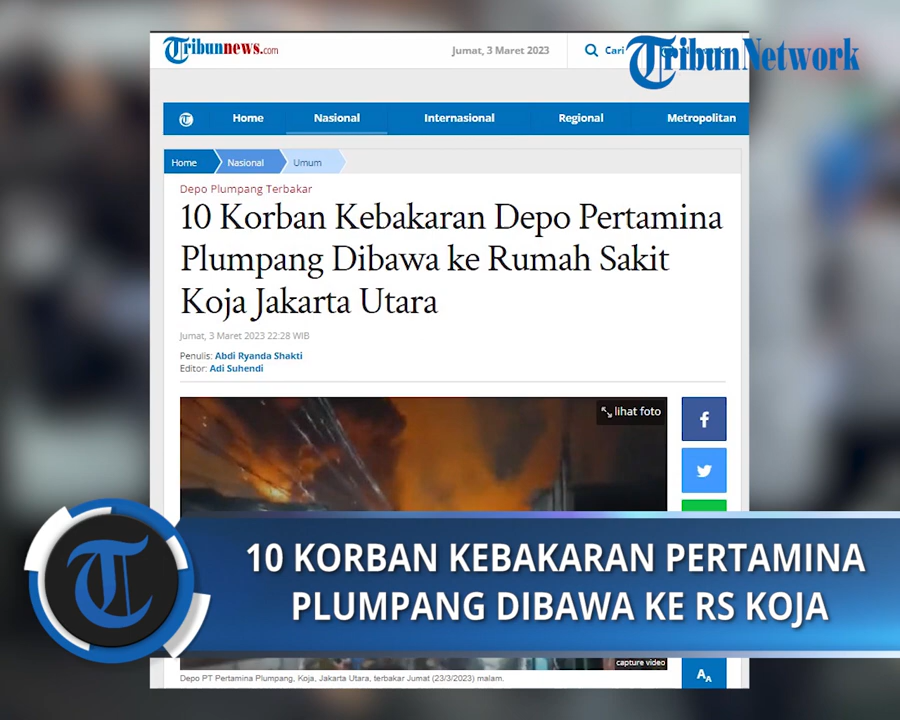 Tribunnews.com
Jumat, 3 Maret 2023
Cari
Tribun Network
Home
Nasional
Internasional
Regional
Metropolitan
Home
Nasional
Umum
Depo Plumpang Terbakar
10 Korban Kebakaran Depo Pertamina
Plumpang Dibawa ke Rumah Sakit
Koja Jakarta Utara
Jumat, 3 Maret 2023 22:28 WIB
Penulis: Abdi Ryanda Shakti
Editor: Adi Suhendi
lihat foto
10 KORBAN KEBAKARAN PERTAMINA
PLUMPANG DIBAWA KE RS KOJA
capture video
Depo PT Pertamina Plumpang, Koja, Jakarta Utara, terbakar Jumat (23/3/2023) malam.
AA